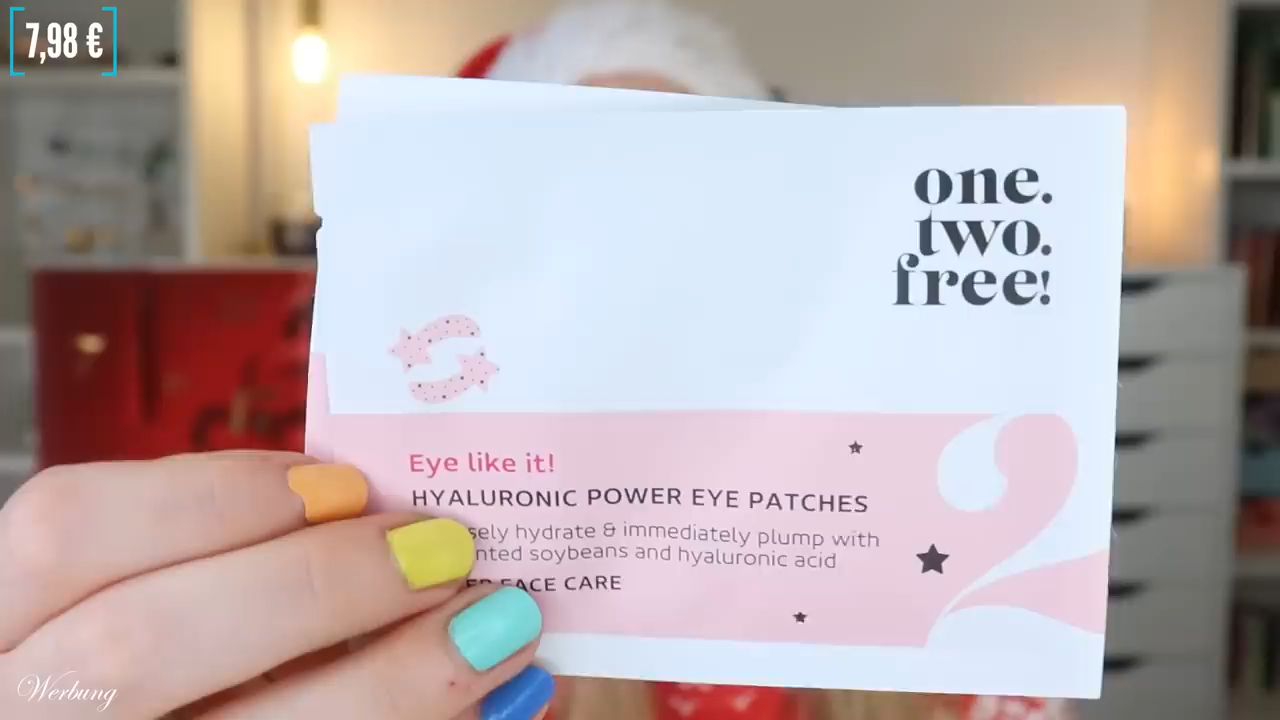 7,98 €
one.
two.
free!
Eye like it!
HYALURONIC POWER EYE PATCHES
hydrate & immediately plump with
soybeans and hyaluronic acid
FACE CARE
2
Werbung